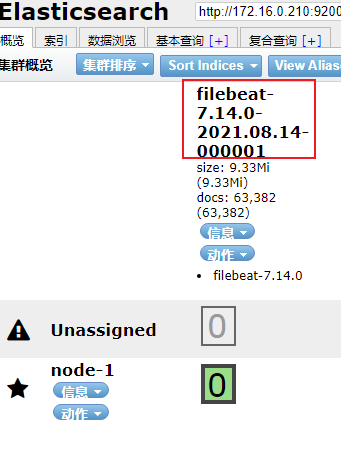 Elasticsearch http://172.16.0.210:9200
概览 索引 数据浏览 基本查询 [+] 复合查询 [+]
集群概览 集群排序 Sort Indices View Alias
filebeat-
7.14.0-
2021.08.14-
000001
size: 9.33Mi
(9.33Mi)
docs: 63,382
(63,382)
信息
动作
filebeat-7.14.0
Unassigned 0
node-1 0
信息
动作